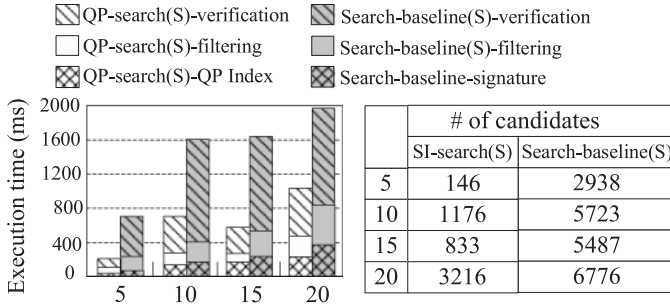 QP-search(S)-verification Search-baseline(S)-verification
QP-search(S)-filtering Search-baseline(S)-filtering
QP-search(S)-QP Index Search-baseline-signature
Execution time (ms)
2000
1600
1200
800
400
0
5 10 15 20
# of candidates
SI-search(S) Search-baseline(S)
5 146 2938
10 1176 5723
15 833 5487
20 3216 6776